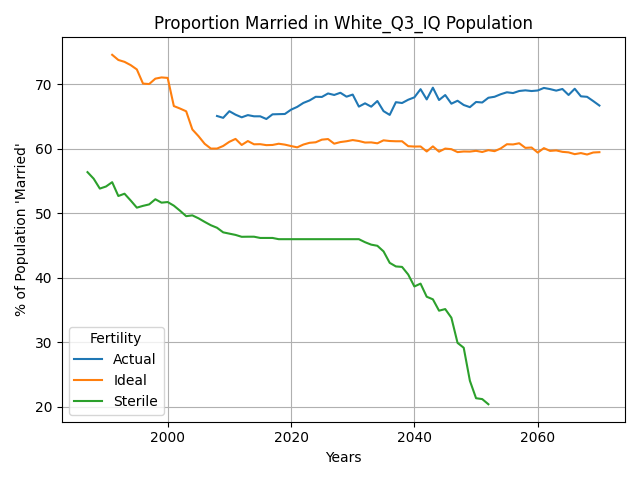 Proportion Married in White_Q3_IQ Population
% of Population 'Married'
70
60
50
40
30
20
Fertility
Actual
Ideal
Sterile
2000 2020 2040 2060
Years